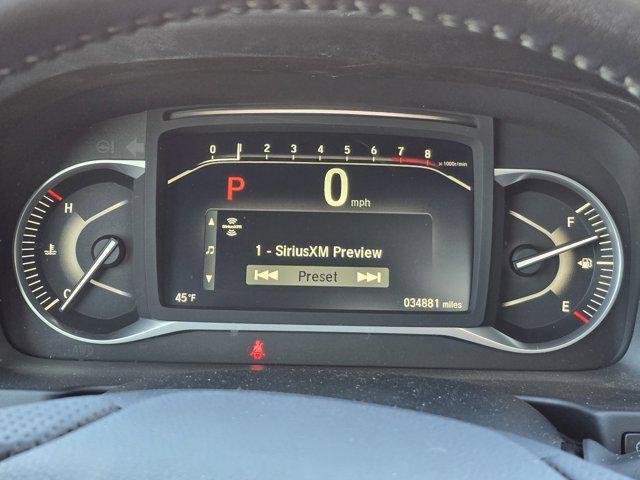 0 1 2 3 4 5 6 7 8
x 1000r/min
P 0 mph
H
F
SiriusXM
1 - SiriusXM Preview
Preset
C
E
45°F
034881 miles